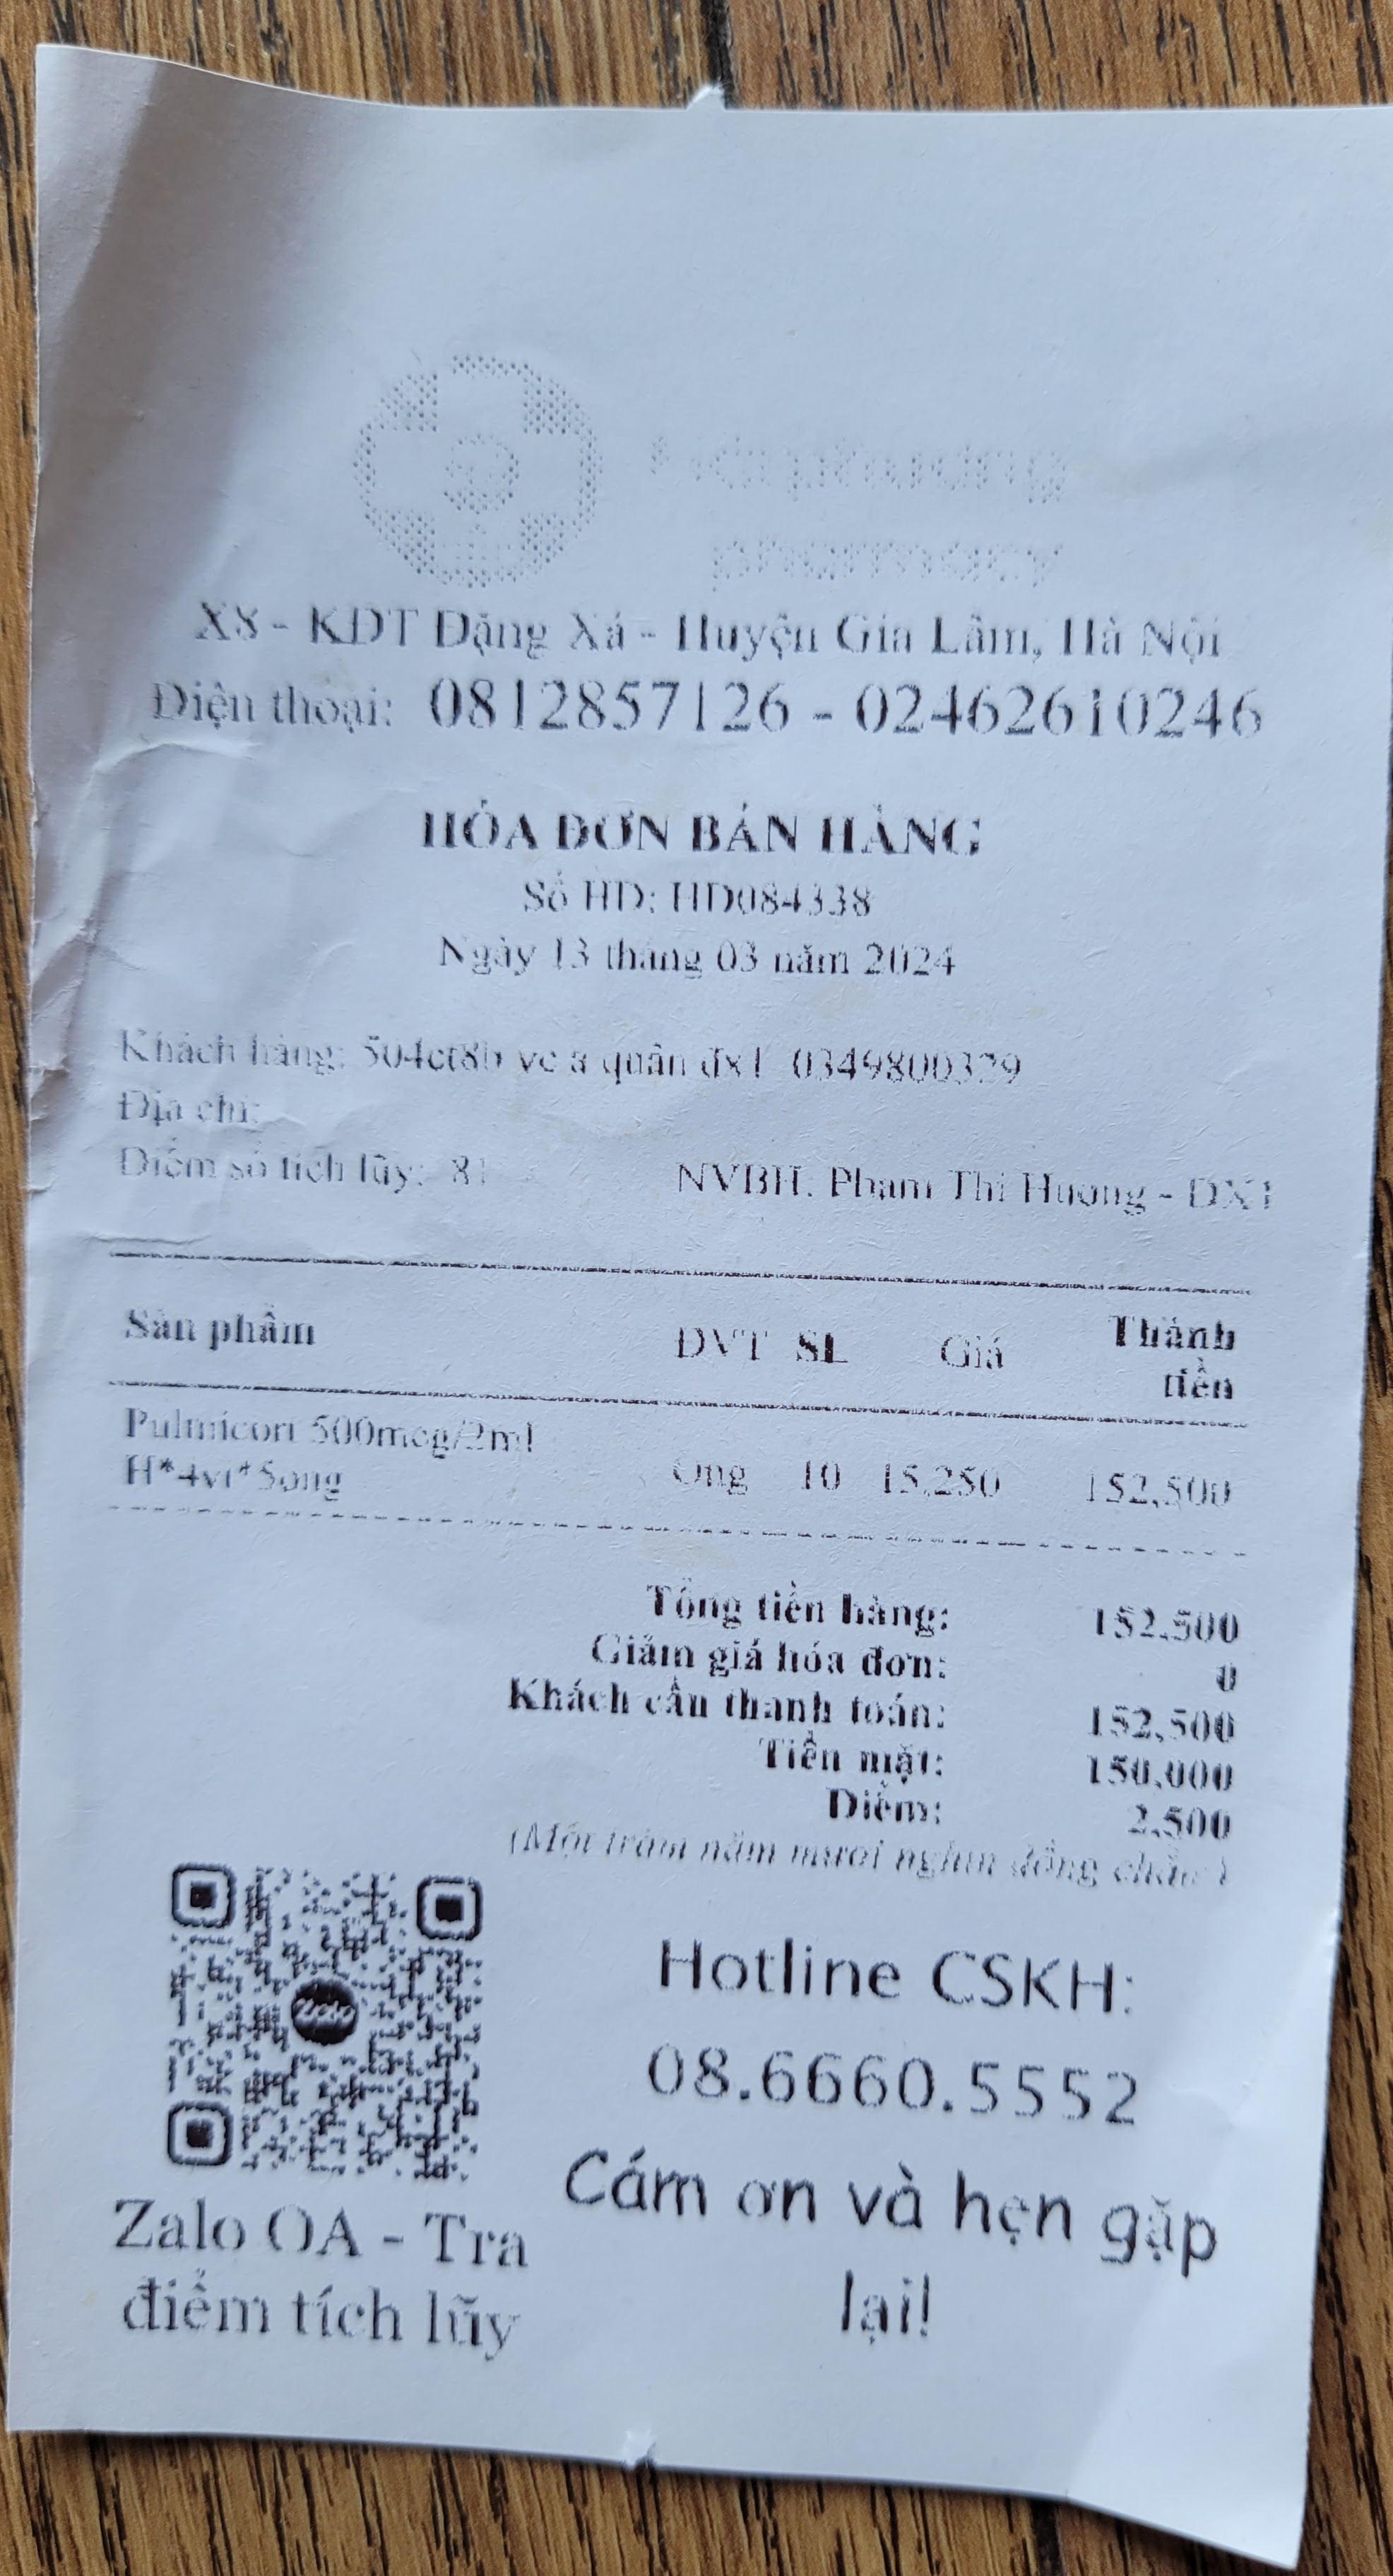 pharmacy
X8 - KDT Đặng Xá - Huyện Gia Lâm, Hà Nội
Điện thoại: 0812857126 - 02462610246
HÓA ĐƠN BÁN HÀNG
Số HD: HD084338
Ngày 13 tháng 03 năm 2024
Khách hàng: 504ct8b vc a quân đx1 0349800329
Địa chỉ:
Điểm số tích lũy: 81
NVBH: Phạm Thị Hương - DX1
Sản phẩm ĐVT SL Giá Thành tiền
Pulmicort 500mcg/2ml
H*4vi*5ống Ống 10 15,250 152,500
Tổng tiền hàng: 152,500
Giảm giá hóa đơn: 0
Khách cần thanh toán: 152,500
Tiền mặt: 150,000
Điểm: 2,500
(Một trăm năm mươi nghìn đồng chẵn)
Zalo
Hotline CSKH:
08.6660.5552
Cám ơn và hẹn gặp
lại!
Zalo OA - Tra
điểm tích lũy